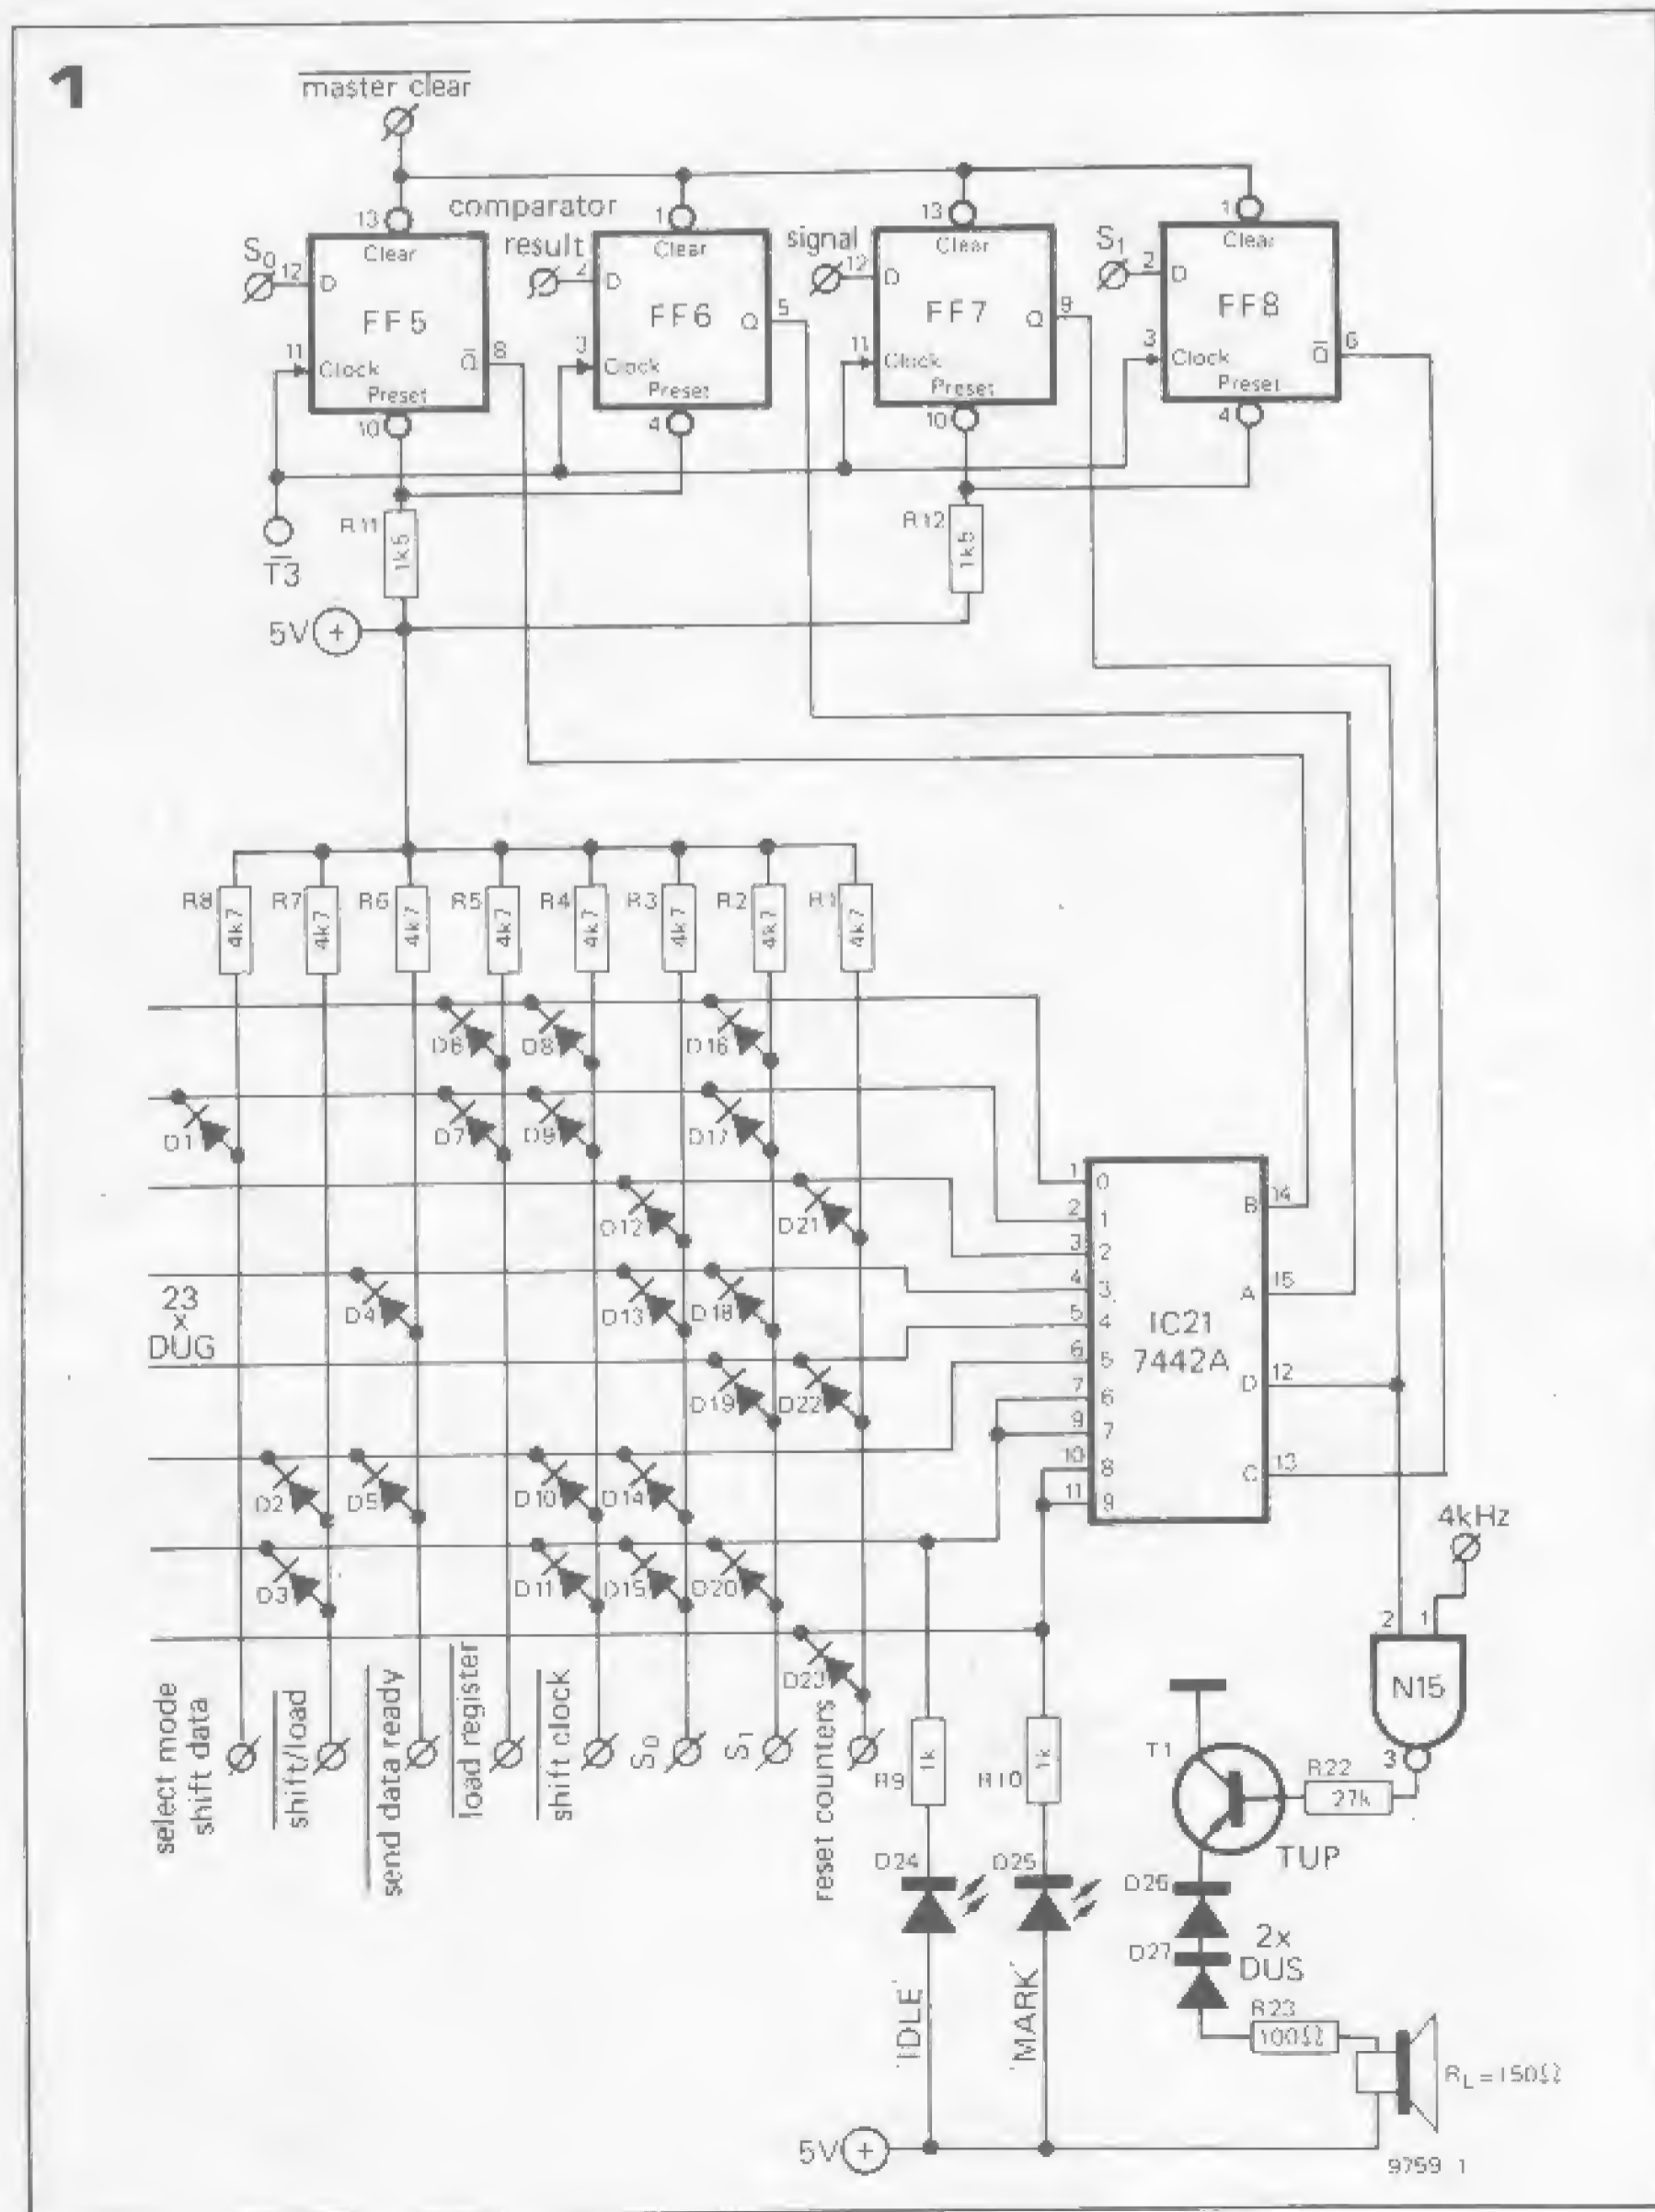 1
master clear
13 comparator 1 13 1
Clear result Clear signal Clear S1 Clear
S0 12 D 2 D 12 D 2 D
FF5 FF6 FF7 FF8
Q 5 Q 9
11 Clock Q̅ 8 3 Clock 11 Clock 3 Clock Q̅ 6
Preset Preset Preset Preset
10 4 10 4
R11 1k5 R12 1k5
T̅3
5V +
R8 R7 R6 R5 R4 R3 R2 R1
4k7 4k7 4k7 4k7 4k7 4k7 4k7 4k7
D6 D8 D16
D1 D7 D9 D17
D12 D21
23
x
DUG
D4 D13 D18
D19 D22
D2 D5 D10 D14
D3 D11 D15 D20
D23
1 0
2 1
3 2
4 3
5 4
6 5
7 6
9 7
10 8
11 9
IC21
7442A
B 14
A 15
D 12
C 13
4kHz
2 1
N15
3
select mode
shift data
shift/load
send data ready
load register
shift clock
S0
S1
reset counters
R9 1k R10 1k
T1 R22
27k
TUP
D24 D25 D26
D27 2x
DUS
'IDLE' 'MARK'
R23
100Ω
RL=150Ω
5V +
9759 1